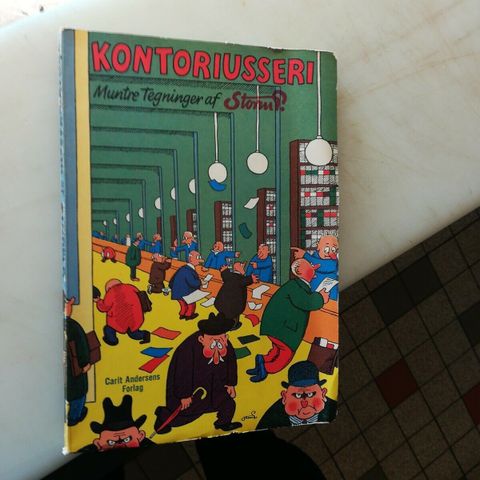 KONTORIUSSERI
Muntre Tegninger af Storm P.
Carit Andersens
Forlag